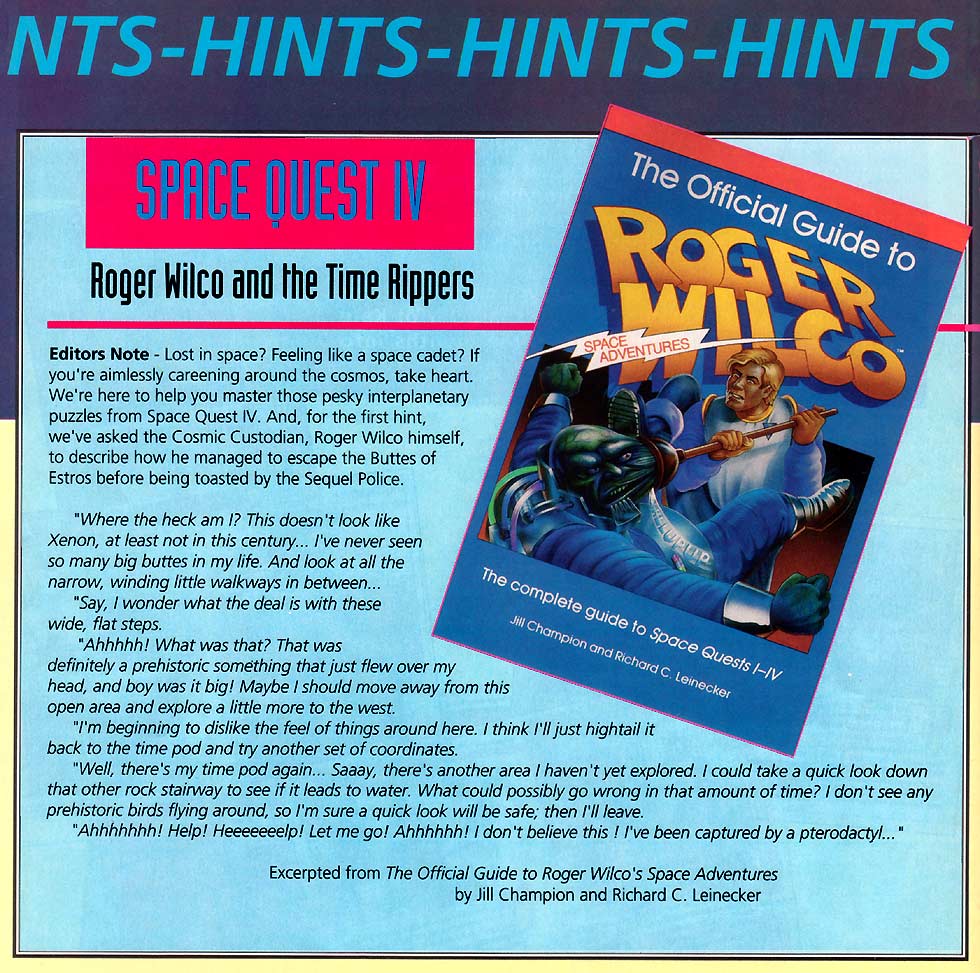 NTS-HINTS-HINTS-HINTS
SPACE QUEST IV
Roger Wilco and the Time Rippers
Editors Note - Lost in space? Feeling like a space cadet? If
you're aimlessly careening around the cosmos, take heart.
We're here to help you master those pesky interplanetary
puzzles from Space Quest IV. And, for the first hint,
we've asked the Cosmic Custodian, Roger Wilco himself,
to describe how he managed to escape the Buttes of
Estros before being toasted by the Sequel Police.
"Where the heck am I? This doesn't look like
Xenon, at least not in this century... I've never seen
so many big buttes in my life. And look at all the
narrow, winding little walkways in between...
"Say, I wonder what the deal is with these
wide, flat steps.
"Ahhhhh! What was that? That was
definitely a prehistoric something that just flew over my
head, and boy was it big! Maybe I should move away from this
open area and explore a little more to the west.
"I'm beginning to dislike the feel of things around here. I think I'll just hightail it
back to the time pod and try another set of coordinates.
"Well, there's my time pod again... Saaay, there's another area I haven't yet explored. I could take a quick look down
that other rock stairway to see if it leads to water. What could possibly go wrong in that amount of time? I don't see any
prehistoric birds flying around, so I'm sure a quick look will be safe; then I'll leave.
"Ahhhhhhh! Help! Heeeeeeelp! Let me go! Ahhhhhh! I don't believe this ! I've been captured by a pterodactyl... "
Excerpted from The Official Guide to Roger Wilco's Space Adventures
by Jill Champion and Richard C. Leinecker
The Official Guide to
ROGER
WILCO™
SPACE
ADVENTURES
The complete guide to Space Quests I–IV
Jill Champion and Richard C. Leinecker